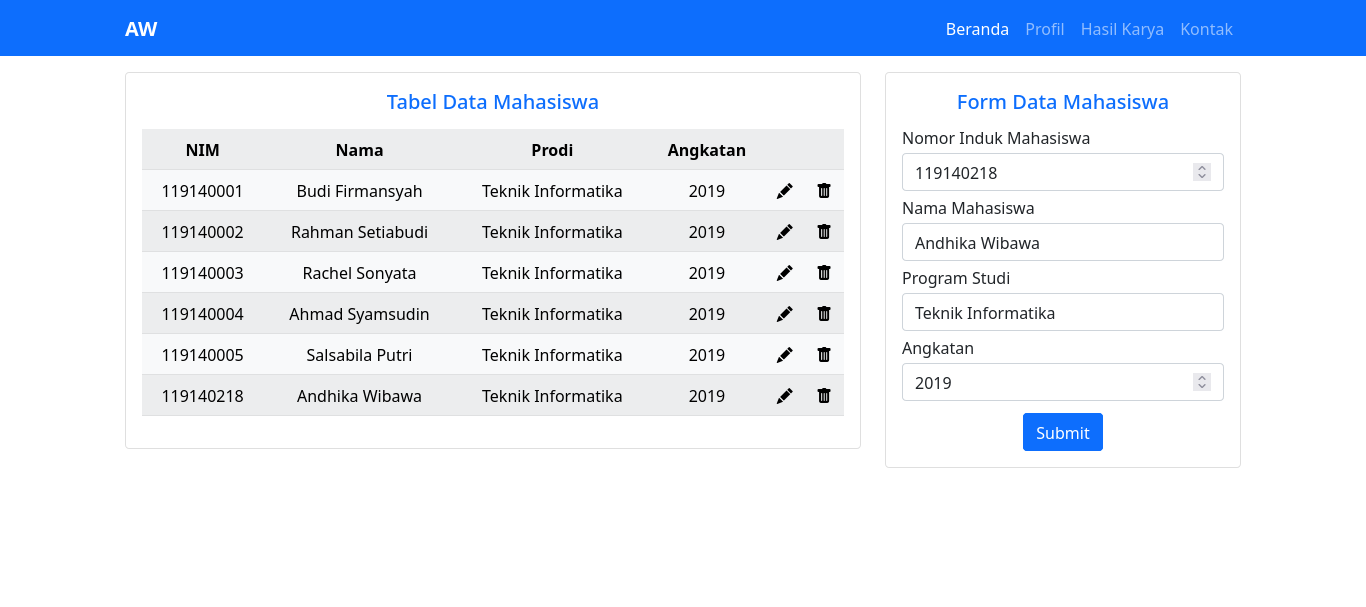 AW Beranda Profil Hasil Karya Kontak
Tabel Data Mahasiswa
NIM Nama Prodi Angkatan
119140001 Budi Firmansyah Teknik Informatika 2019
119140002 Rahman Setiabudi Teknik Informatika 2019
119140003 Rachel Sonyata Teknik Informatika 2019
119140004 Ahmad Syamsudin Teknik Informatika 2019
119140005 Salsabila Putri Teknik Informatika 2019
119140218 Andhika Wibawa Teknik Informatika 2019
Form Data Mahasiswa
Nomor Induk Mahasiswa
119140218
Nama Mahasiswa
Andhika Wibawa
Program Studi
Teknik Informatika
Angkatan
2019
Submit